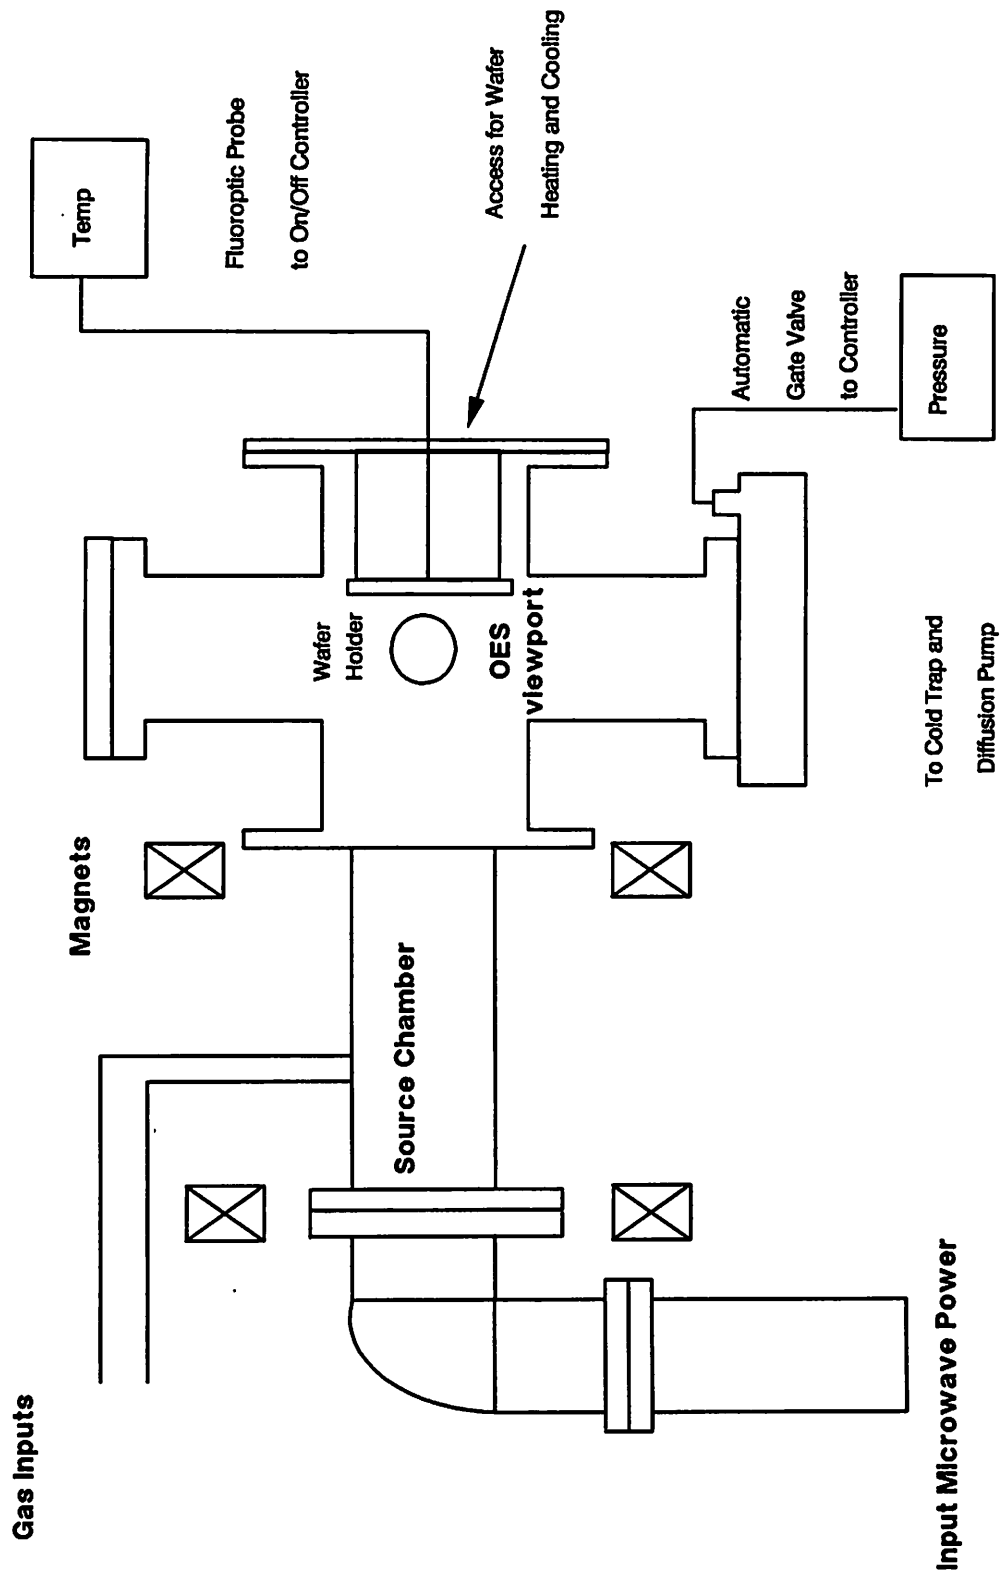 Gas Inputs
Magnets
Temp
Fluoroptic Probe
to On/Off Controller
Wafer
Holder
Source Chamber
OES
viewport
Access for Wafer
Heating and Cooling
Automatic
Gate Valve
to Controller
Pressure
Input Microwave Power
To Cold Trap and
Diffusion Pump